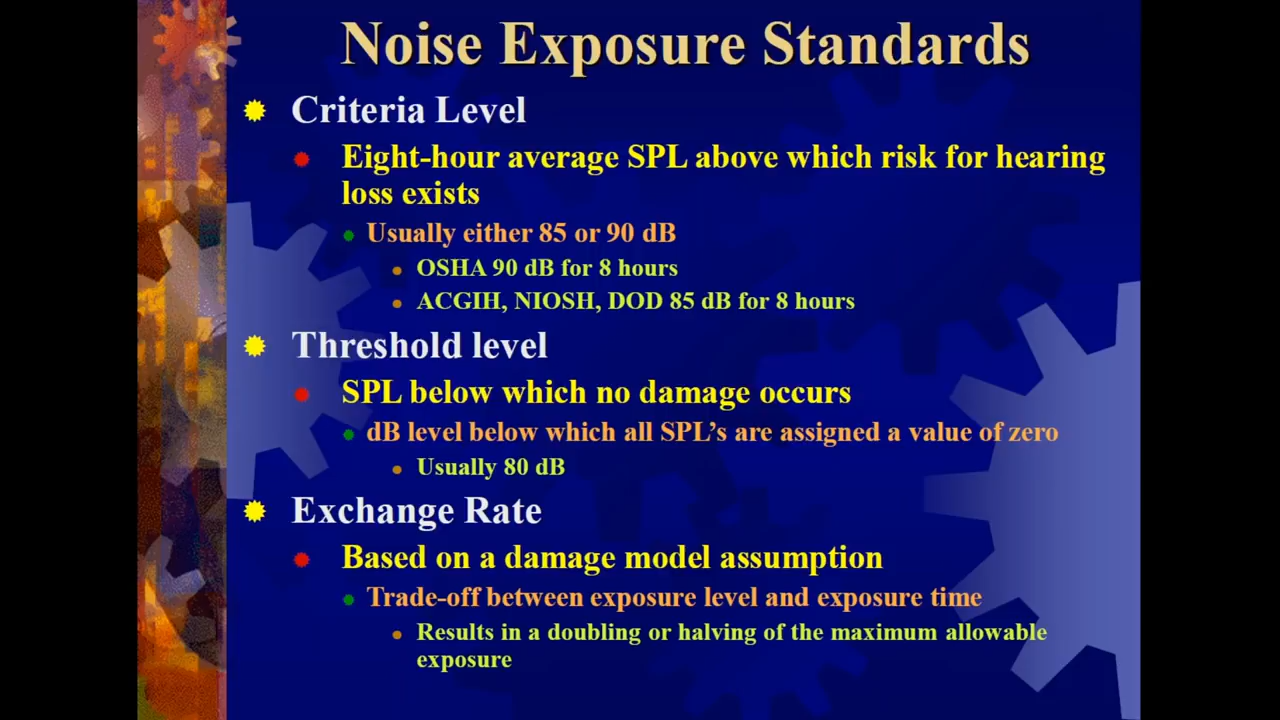 Noise Exposure Standards
Criteria Level
Eight-hour average SPL above which risk for hearing
loss exists
Usually either 85 or 90 dB
OSHA 90 dB for 8 hours
ACGIH, NIOSH, DOD 85 dB for 8 hours
Threshold level
SPL below which no damage occurs
dB level below which all SPL’s are assigned a value of zero
Usually 80 dB
Exchange Rate
Based on a damage model assumption
Trade-off between exposure level and exposure time
Results in a doubling or halving of the maximum allowable
exposure